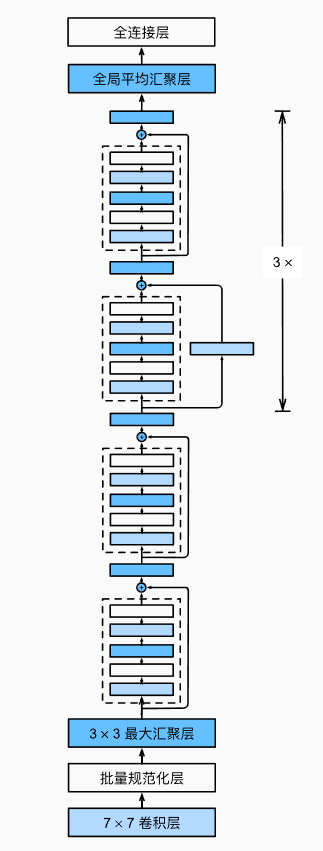 全连接层
全局平均汇聚层
3 ×
3 × 3 最大汇聚层
批量规范化层
7 × 7 卷积层